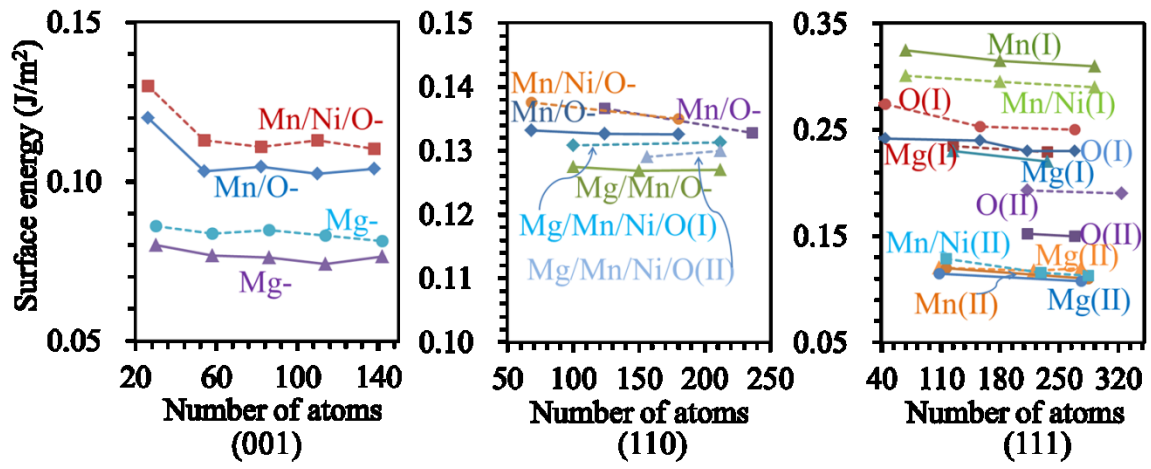 Surface energy (J/m²)
0.15
0.10
0.05
20
60
100
140
Mn/Ni/O-
Mn/O-
Mg-
Mg-
Number of atoms
(001)
0.15
0.14
0.13
0.12
0.11
0.10
50
100
150
200
250
Mn/Ni/O-
Mn/O-
Mn/O-
Mg/Mn/O-
Mg/Mn/Ni/O(I)
Mg/Mn/Ni/O(II)
Number of atoms
(110)
0.35
0.25
0.15
0.05
40
110
180
250
320
Mn(I)
Mn/Ni(I)
O(I)
O(I)
Mg(I)
Mg(I)
O(II)
O(II)
Mn/Ni(II)
Mg(II)
Mn(II)
Mg(II)
Number of atoms
(111)